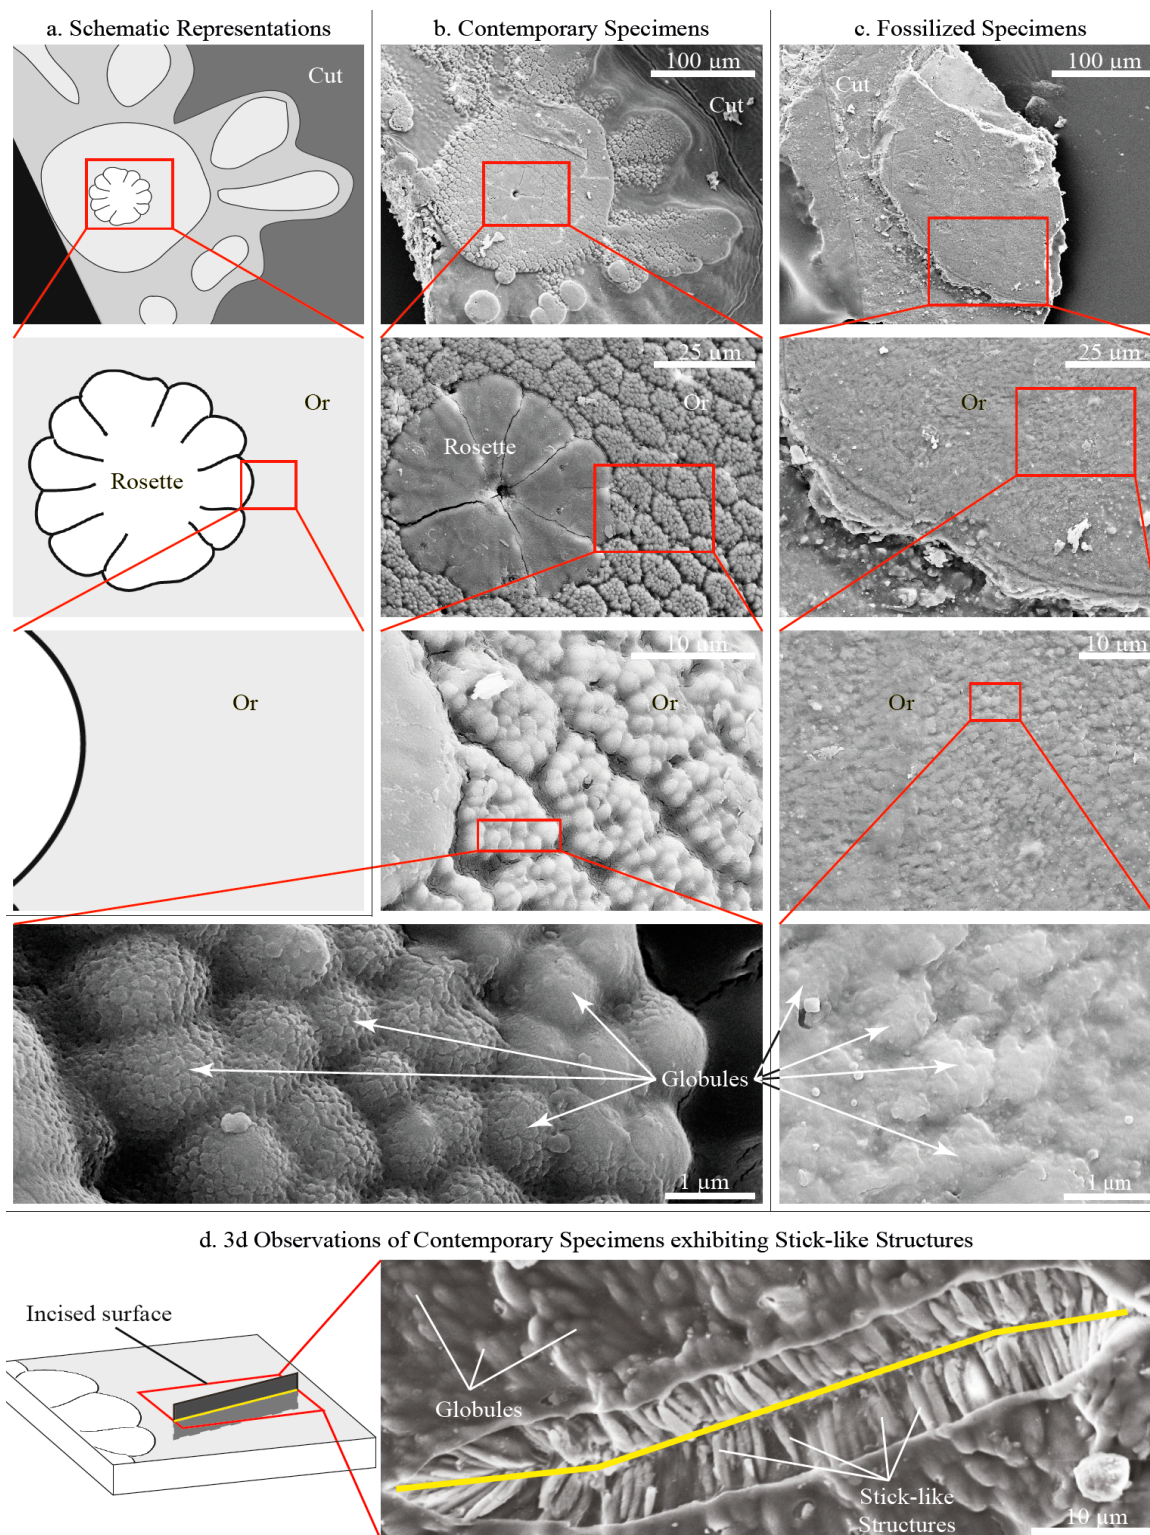 a. Schematic Representations
b. Contemporary Specimens
c. Fossilized Specimens
Cut
100 µm
Cut
100 µm
Cut
Or
Rosette
25 µm
Or
Rosette
25 µm
Or
Or
10 µm
Or
10 µm
Or
Globules
1 µm
1 µm
d. 3d Observations of Contemporary Specimens exhibiting Stick-like Structures
Incised surface
Globules
Stick-like
Structures
10 µm